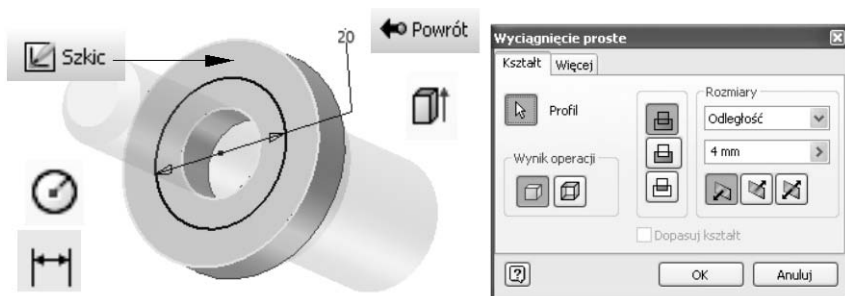 Szkic
20
Powrót
Wyciągnięcie proste
Kształt Więcej
Profil
Rozmiary
Odległość
4 mm
Wynik operacji
Dopasuj kształt
OK Anuluj